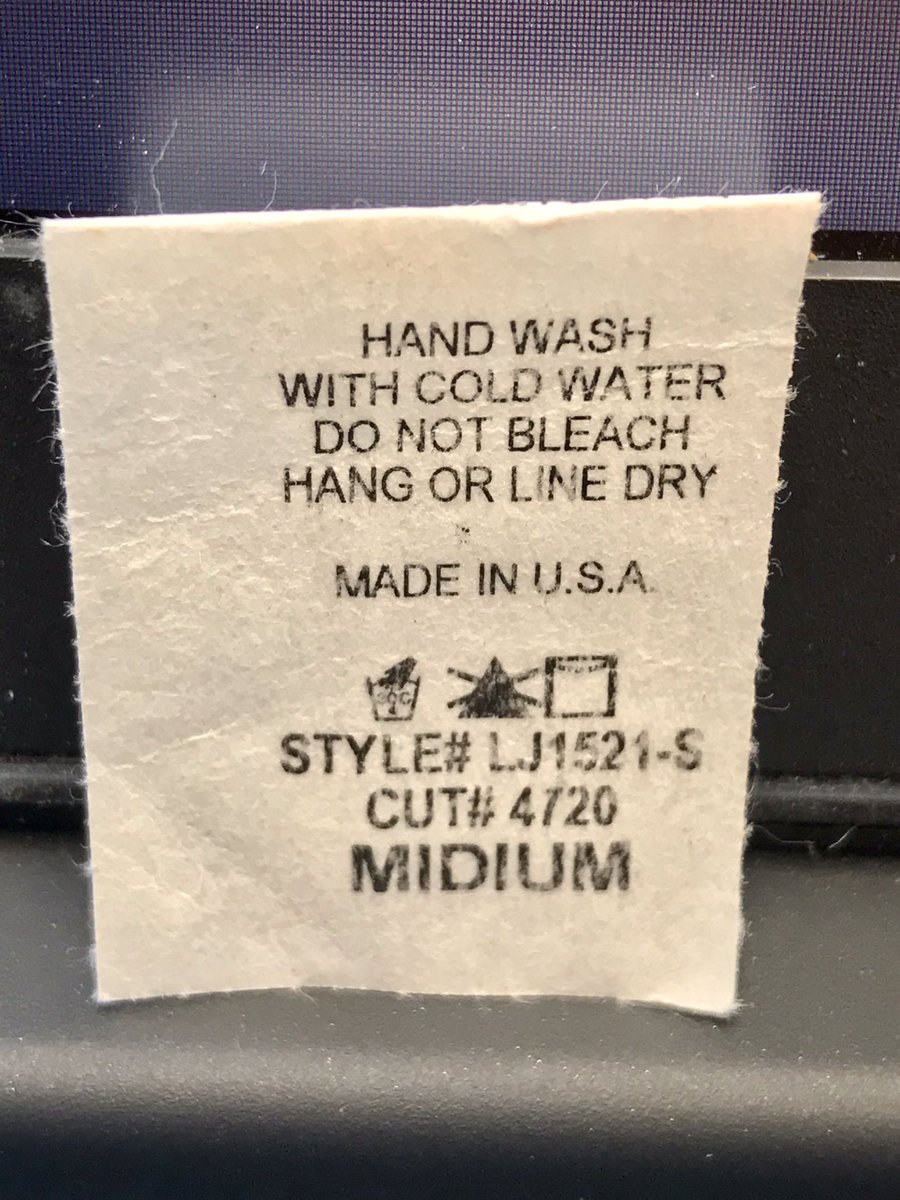 HAND WASH
WITH COLD WATER
DO NOT BLEACH
HANG OR LINE DRY
MADE IN U.S.A.
30C
STYLE# LJ1521-S
CUT# 4720
MIDIUM